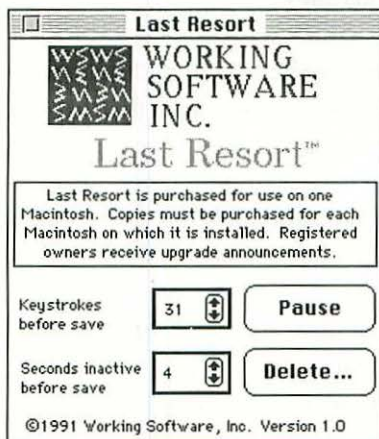 Last Resort
WORKING
SOFTWARE
INC.
Last Resort™
Last Resort is purchased for use on one
Macintosh. Copies must be purchased for each
Macintosh on which it is installed. Registered
owners receive upgrade announcements.
Keystrokes
before save
31
Pause
Seconds inactive
before save
4
Delete...
©1991 Working Software, Inc. Version 1.0